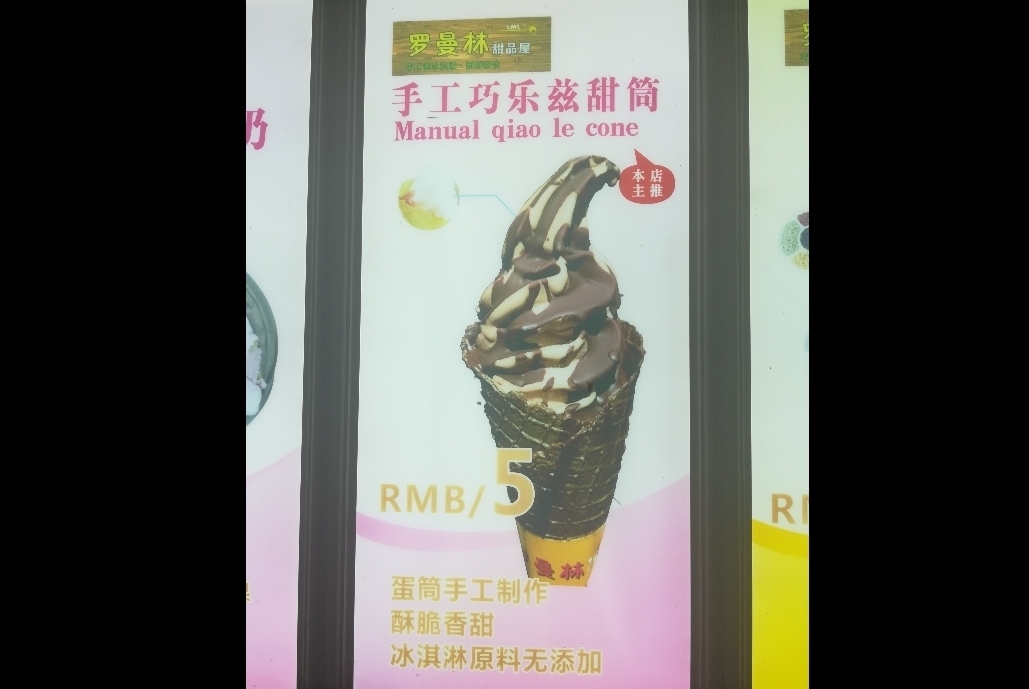 罗曼林甜品屋
手工巧乐兹甜筒
Manual qiao le cone
本店
主推
奶
RMB/5
曼林
蛋筒手工制作
酥脆香甜
冰淇淋原料无添加